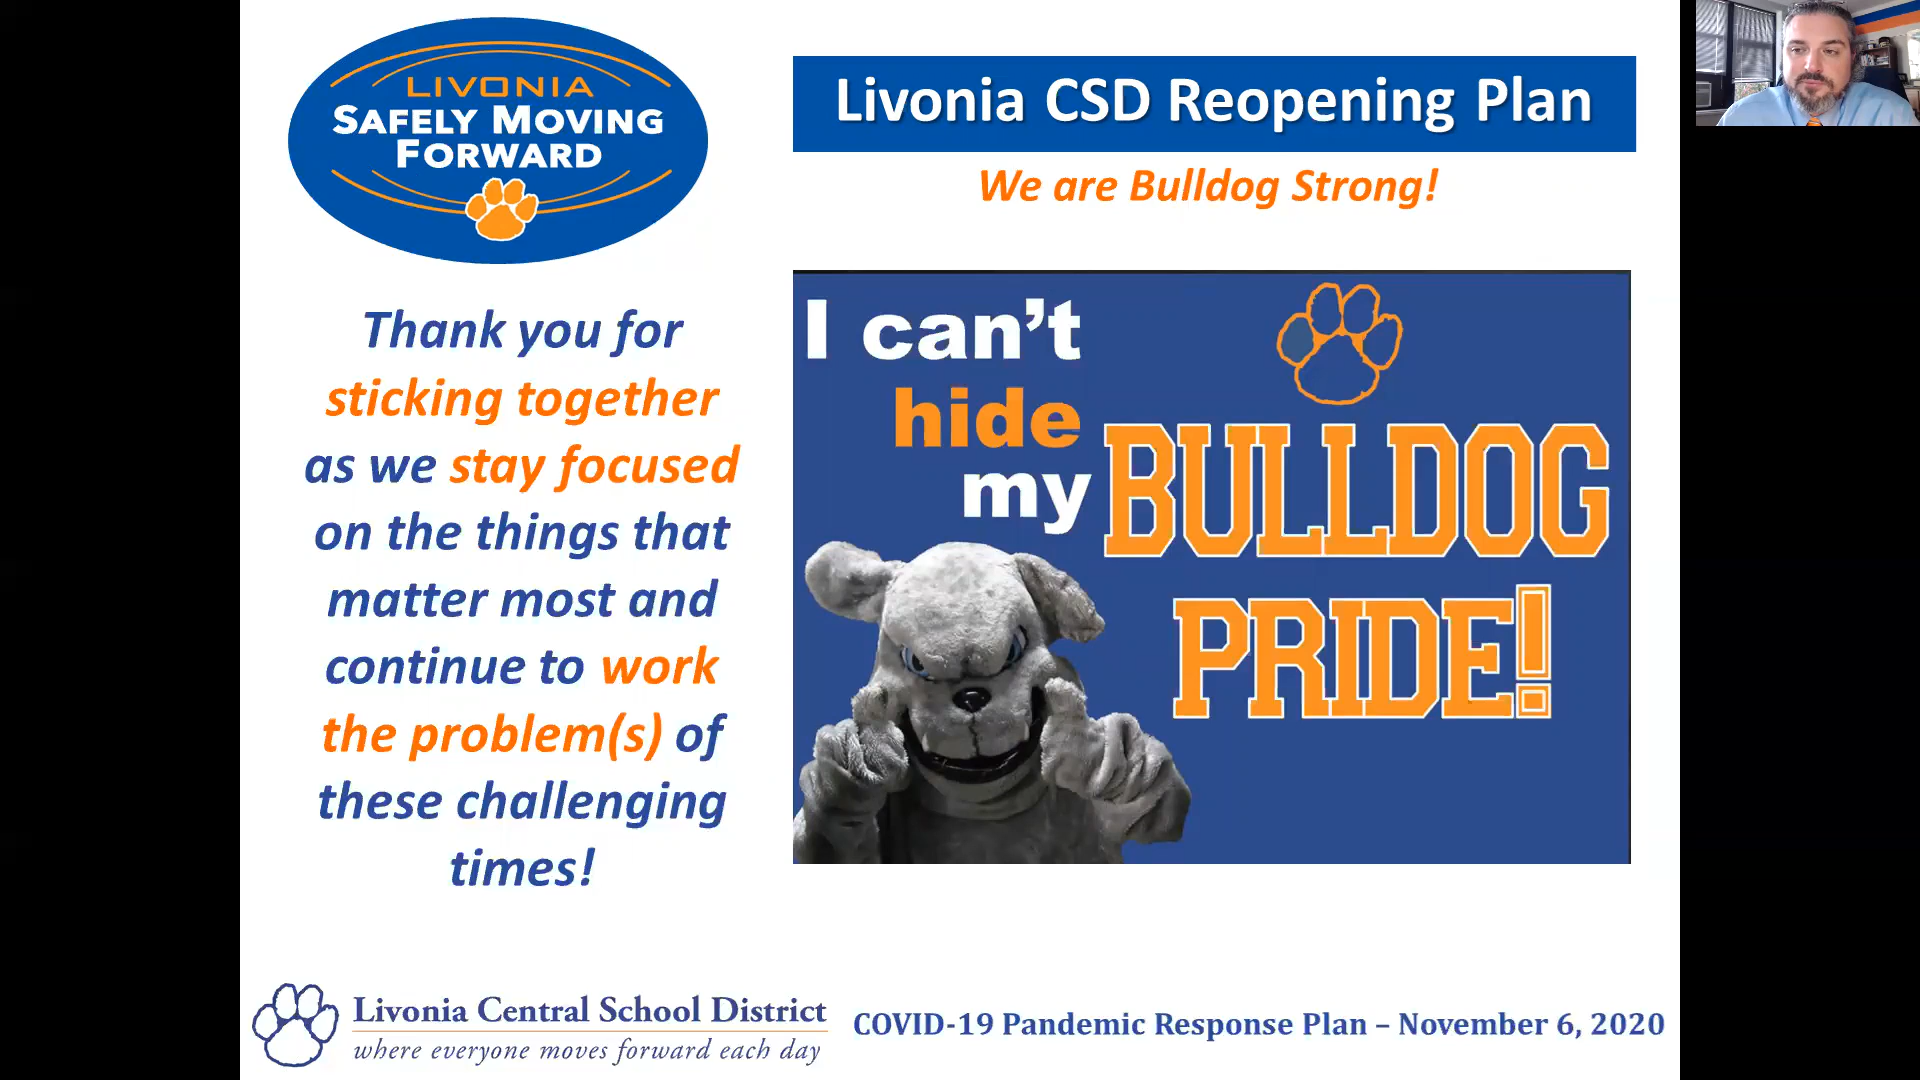 LIVONIA
SAFELY MOVING
FORWARD
Livonia CSD Reopening Plan
We are Bulldog Strong!
Thank you for
sticking together
as we stay focused
on the things that
matter most and
continue to work
the problem(s) of
these challenging
times!
I can't
hide
my BULLDOG
PRIDE!
Livonia Central School District
where everyone moves forward each day
COVID-19 Pandemic Response Plan – November 6, 2020